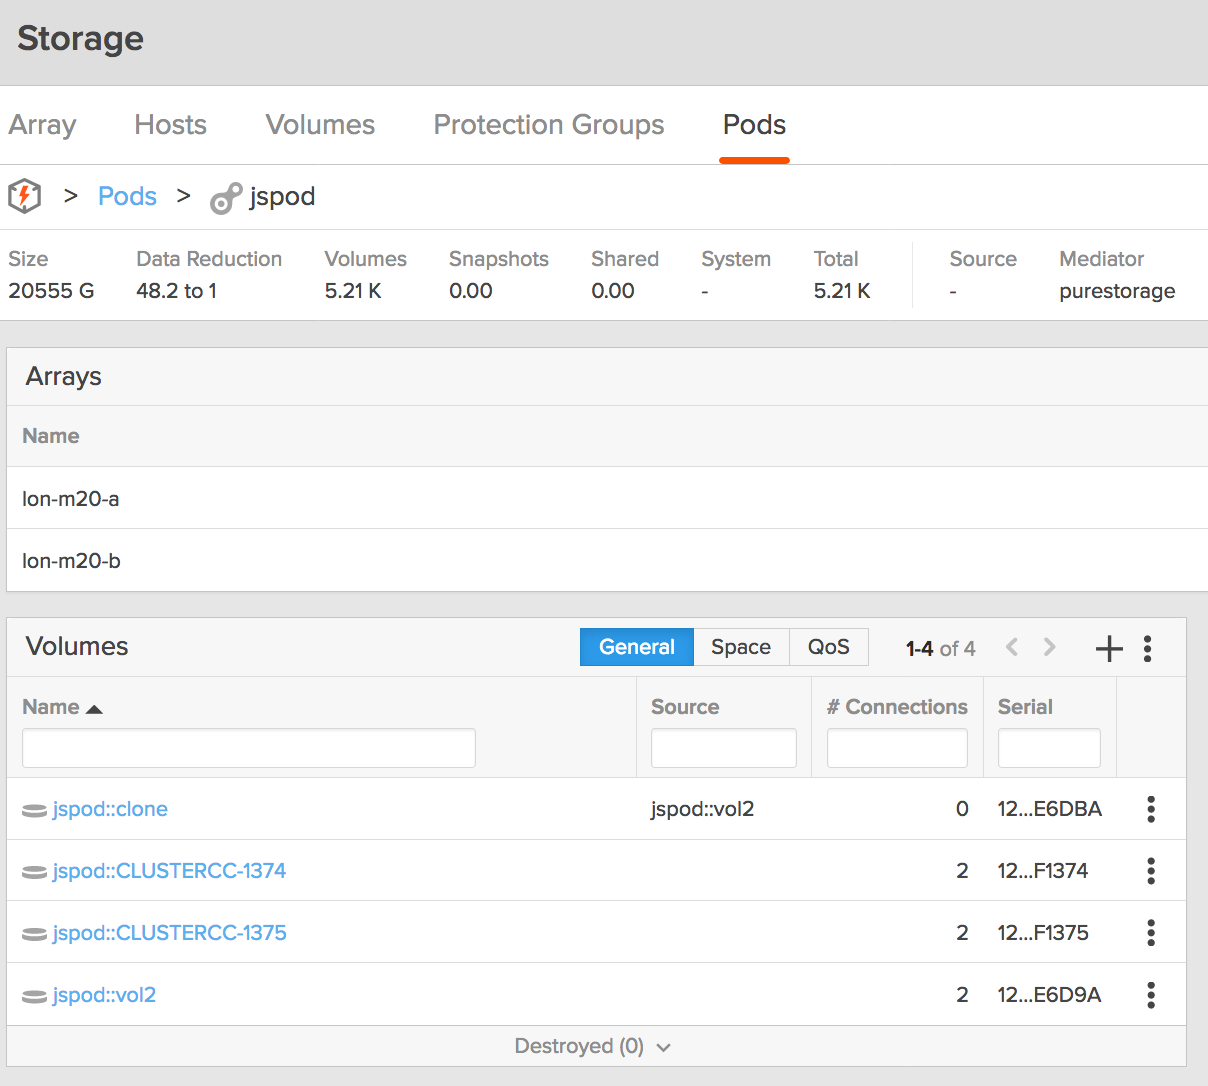 Storage
Array Hosts Volumes Protection Groups Pods
> Pods > jspod
Size Data Reduction Volumes Snapshots Shared System Total Source Mediator
20555 G 48.2 to 1 5.21 K 0.00 0.00 - 5.21 K - purestorage
Arrays
Name
lon-m20-a
lon-m20-b
Volumes General Space QoS 1-4 of 4
Name Source # Connections Serial
jspod::clone jspod::vol2 0 12...E6DBA
jspod::CLUSTERCC-1374 2 12...F1374
jspod::CLUSTERCC-1375 2 12...F1375
jspod::vol2 2 12...E6D9A
Destroyed (0)